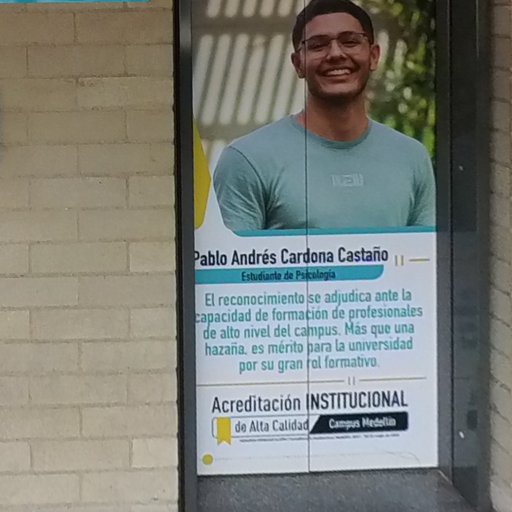 Pablo Andrés Cardona Castaño
Estudiante de Psicología
El reconocimiento se adjudica ante la
capacidad de formación de profesionales
de alto nivel del campus. Más que una
hazaña, es mérito para la universidad
por su gran rol formativo.
Acreditación INSTITUCIONAL
de Alta Calidad
Campus Medellín